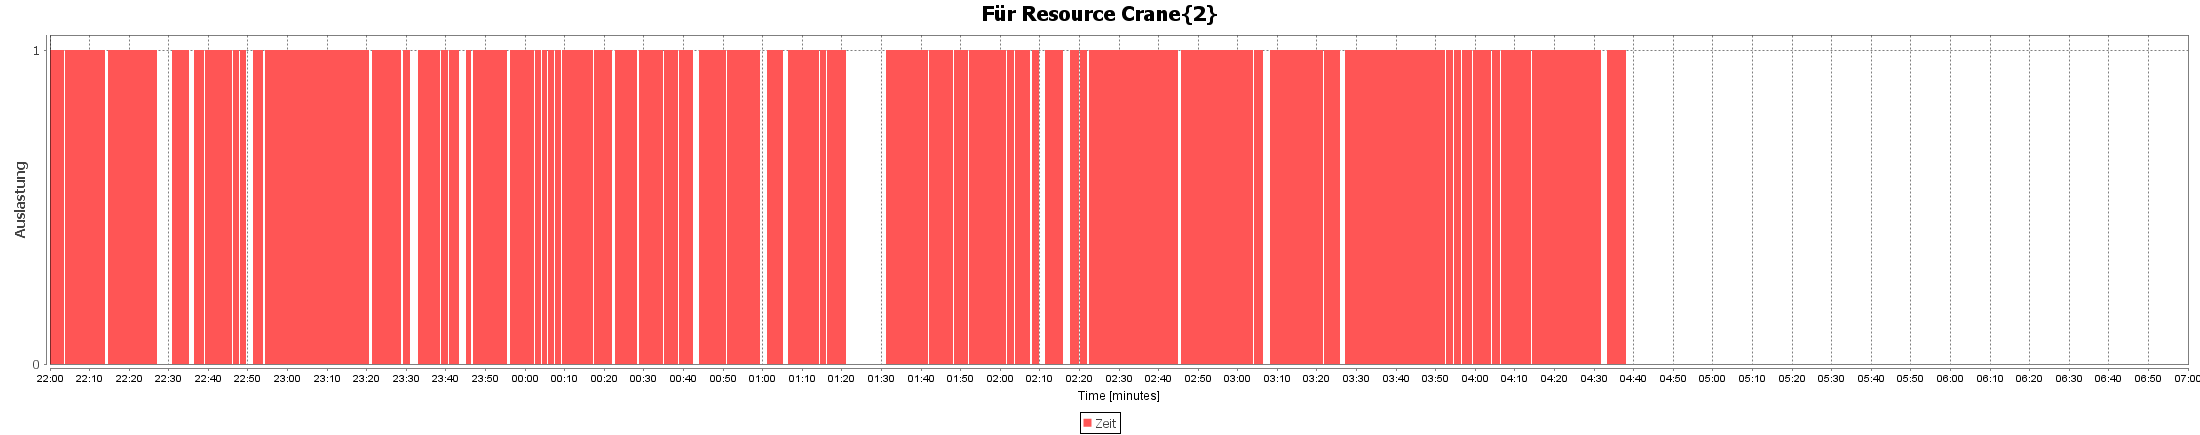 Für Resource Crane{2}
Auslastung
1
0
22:00 22:10 22:20 22:30 22:40 22:50 23:00 23:10 23:20 23:30 23:40 23:50 00:00 00:10 00:20 00:30 00:40 00:50 01:00 01:10 01:20 01:30 01:40 01:50 02:00 02:10 02:20 02:30 02:40 02:50 03:00 03:10 03:20 03:30 03:40 03:50 04:00 04:10 04:20 04:30 04:40 04:50 05:00 05:10 05:20 05:30 05:40 05:50 06:00 06:10 06:20 06:30 06:40 06:50 07:00
Time [minutes]
Zeit